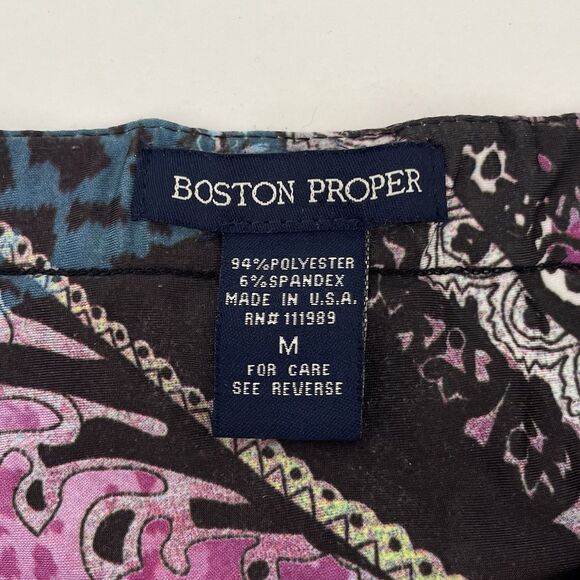 BOSTON PROPER
94%POLYESTER
6%SPANDEX
MADE IN U.S.A.
RN# 111989
M
FOR CARE
SEE REVERSE